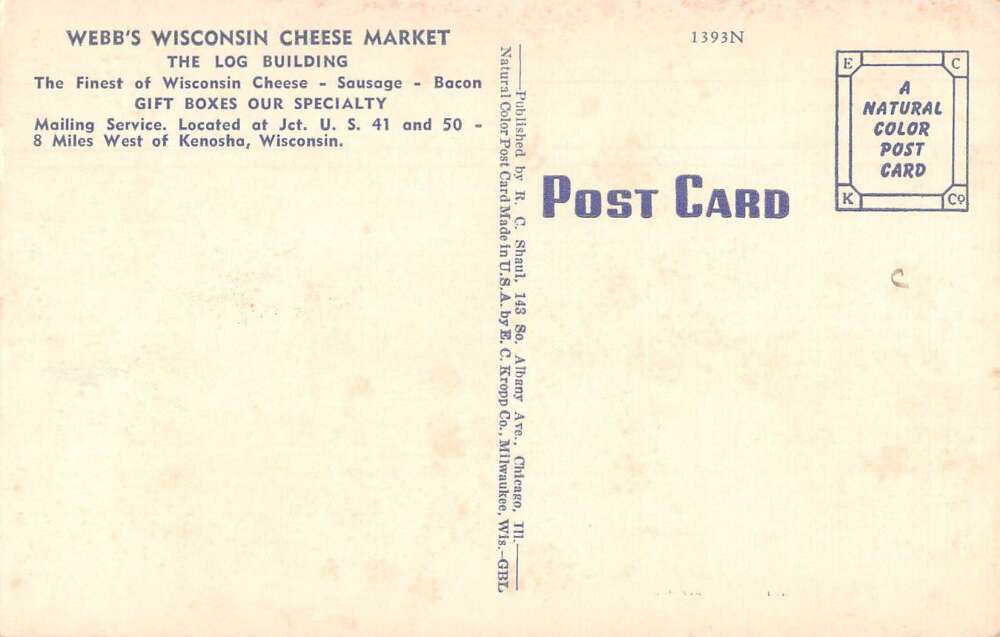 WEBB'S WISCONSIN CHEESE MARKET
THE LOG BUILDING
The Finest of Wisconsin Cheese - Sausage - Bacon
GIFT BOXES OUR SPECIALTY
Mailing Service. Located at Jct. U. S. 41 and 50 -
8 Miles West of Kenosha, Wisconsin.
Published by R. C. Shaul, 143 So. Albany Ave., Chicago, Ill.
Natural Color Post Card Made in U.S.A. by E. C. Kropp Co., Milwaukee, Wis.-GBL
1393N
POST CARD
E C
A
NATURAL
COLOR
POST
CARD
K Co